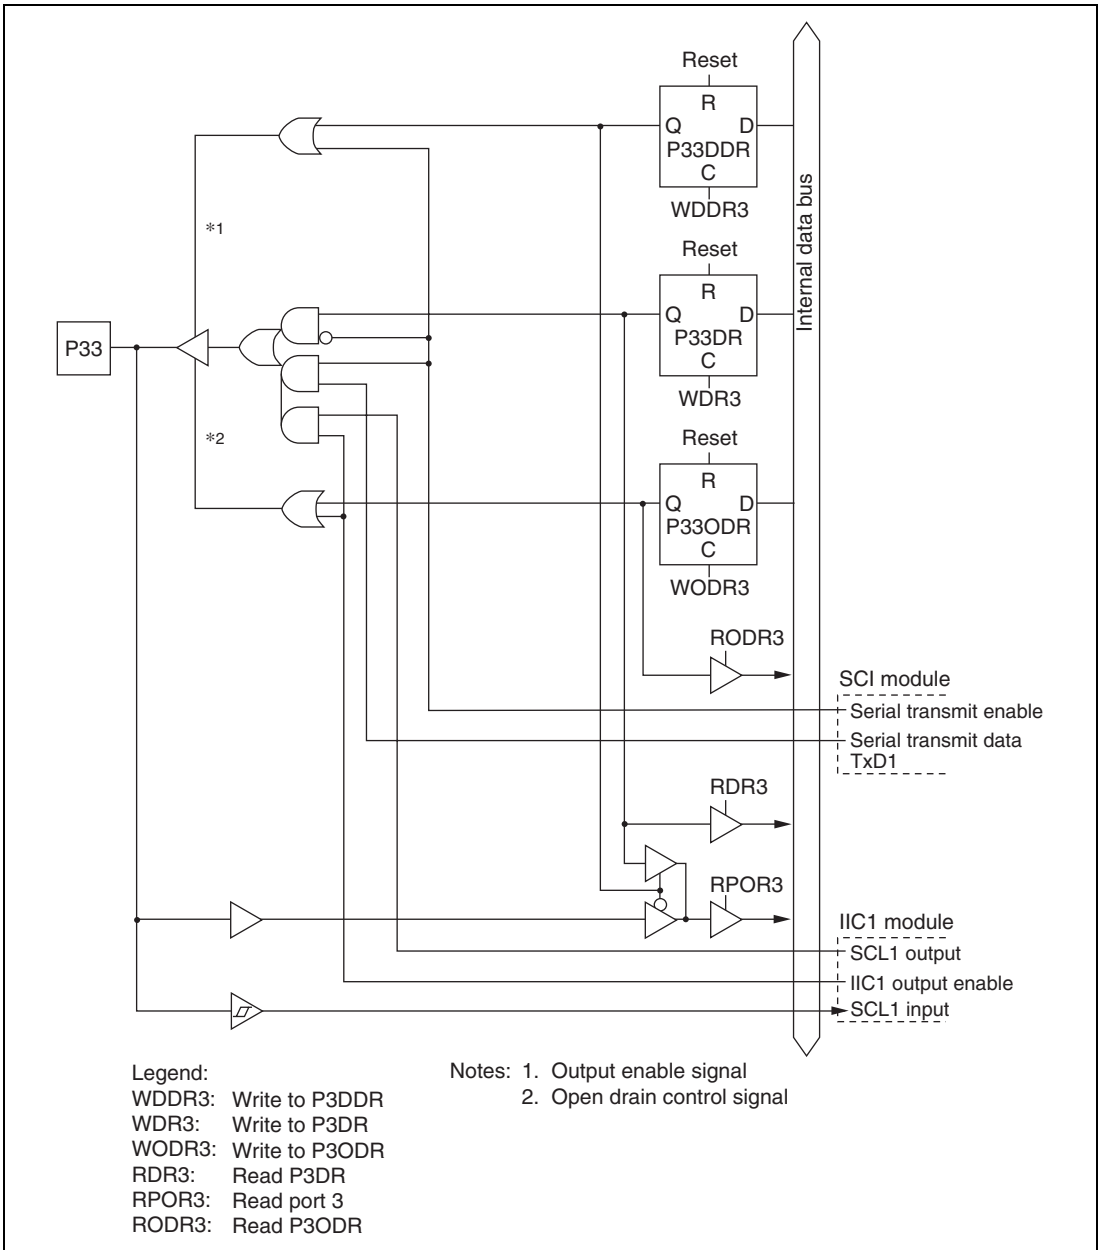 Reset
R
Q D
P33DDR
C
WDDR3
*1
Internal data bus
Reset
R
Q D
P33DR
C
WDR3
P33
*2
Reset
R
Q D
P33ODR
C
WODR3
RODR3
SCI module
Serial transmit enable
Serial transmit data
TxD1
RDR3
RPOR3
IIC1 module
SCL1 output
IIC1 output enable
SCL1 input
Legend:
WDDR3: Write to P3DDR
WDR3: Write to P3DR
WODR3: Write to P3ODR
RDR3: Read P3DR
RPOR3: Read port 3
RODR3: Read P3ODR
Notes: 1. Output enable signal
2. Open drain control signal